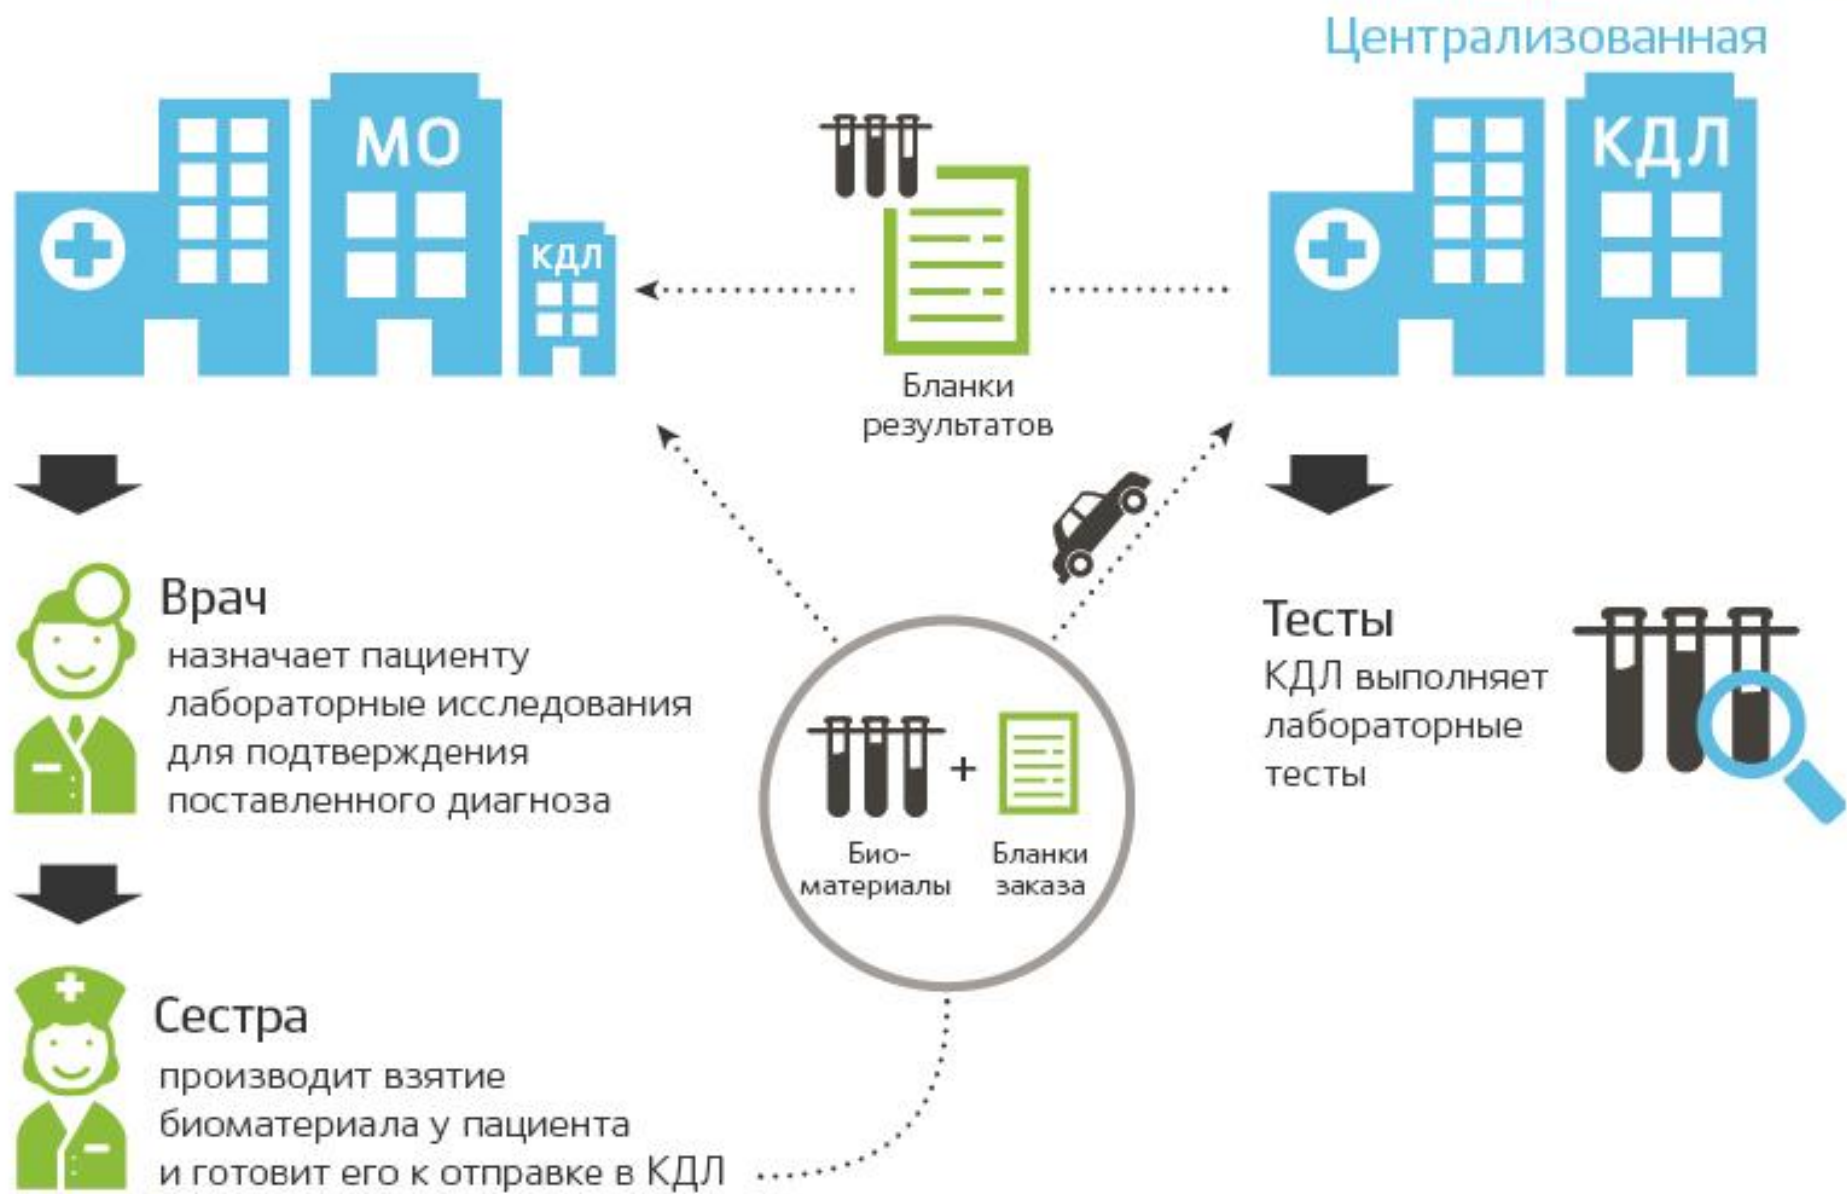 Централизованная
МО
КДЛ
КДЛ
Бланки
результатов
Врач
назначает пациенту
лабораторные исследования
для подтверждения
поставленного диагноза
Тесты
КДЛ выполняет
лабораторные
тесты
+
Био-
материалы
Бланки
заказа
Сестра
производит взятие
биоматериала у пациента
и готовит его к отправке в КДЛ